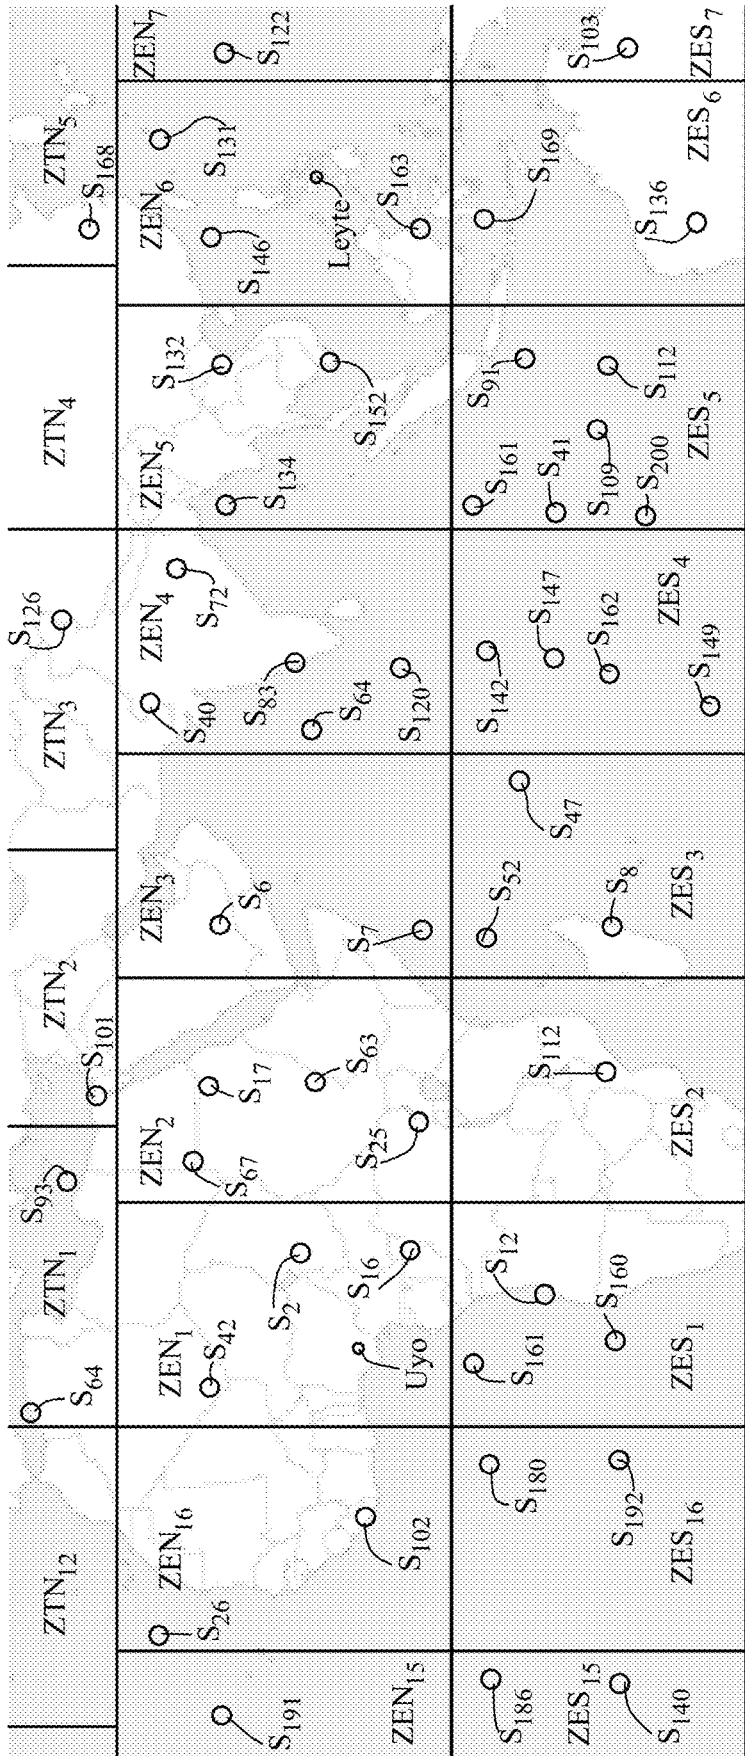 ZTN₁₂
S₆₄
ZTN₁
S₉₃
S₁₀₁
ZTN₂
ZTN₃
S₁₂₆
ZTN₄
S₁₆₈
ZTN₅
S₁₉₁
ZEN₁₅
S₂₆
ZEN₁₆
S₁₀₂
ZEN₁
S₄₂
S₂
Uyo
S₁₆
ZEN₂
S₆₇
S₁₇
S₆₃
S₂₅
ZEN₃
S₆
S₇
ZEN₄
S₄₀
S₇₂
S₈₃
S₆₄
S₁₂₀
ZEN₅
S₁₃₂
S₁₃₄
S₁₅₂
ZEN₆
S₁₃₁
S₁₄₆
Leyte
S₁₆₃
ZEN₇
S₁₂₂
S₁₈₆
ZES₁₅
S₁₄₀
S₁₈₀
S₁₉₂
ZES₁₆
S₁₂
S₁₆₁
S₁₆₀
ZES₁
S₁₁₂
ZES₂
S₅₂
S₄₇
S₈
ZES₃
S₁₄₂
S₁₄₇
S₁₆₂
ZES₄
S₁₄₉
S₉₁
S₁₆₁
S₄₁
S₁₀₉
S₁₁₂
S₂₀₀
ZES₅
S₁₆₉
S₁₃₆
ZES₆
S₁₀₃
ZES₇